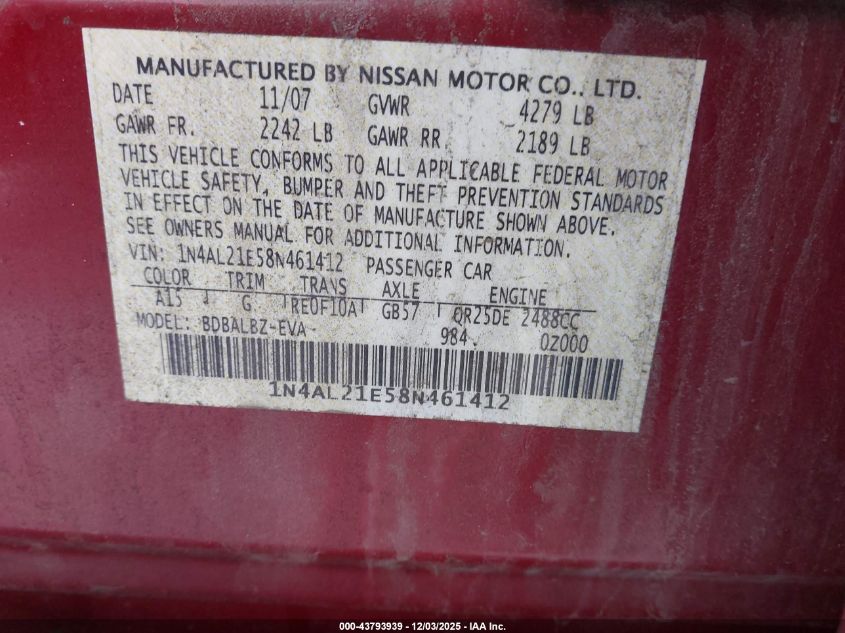 MANUFACTURED BY NISSAN MOTOR CO., LTD.
DATE 11/07 GVWR 4279 LB
GAWR FR. 2242 LB GAWR RR. 2189 LB
THIS VEHICLE CONFORMS TO ALL APPLICABLE FEDERAL MOTOR
VEHICLE SAFETY, BUMPER AND THEFT PREVENTION STANDARDS
IN EFFECT ON THE DATE OF MANUFACTURE SHOWN ABOVE.
SEE OWNERS MANUAL FOR ADDITIONAL INFORMATION.
VIN: 1N4AL21E58N461412 PASSENGER CAR
COLOR TRIM TRANS AXLE ENGINE
A15 G RE0F10A GB57 QR25DE 2488CC
MODEL: BDBALBZ-EVA- 984. 0Z000
1N4AL21E58N461412
000-43793939 - 12/03/2025 - IAA Inc.